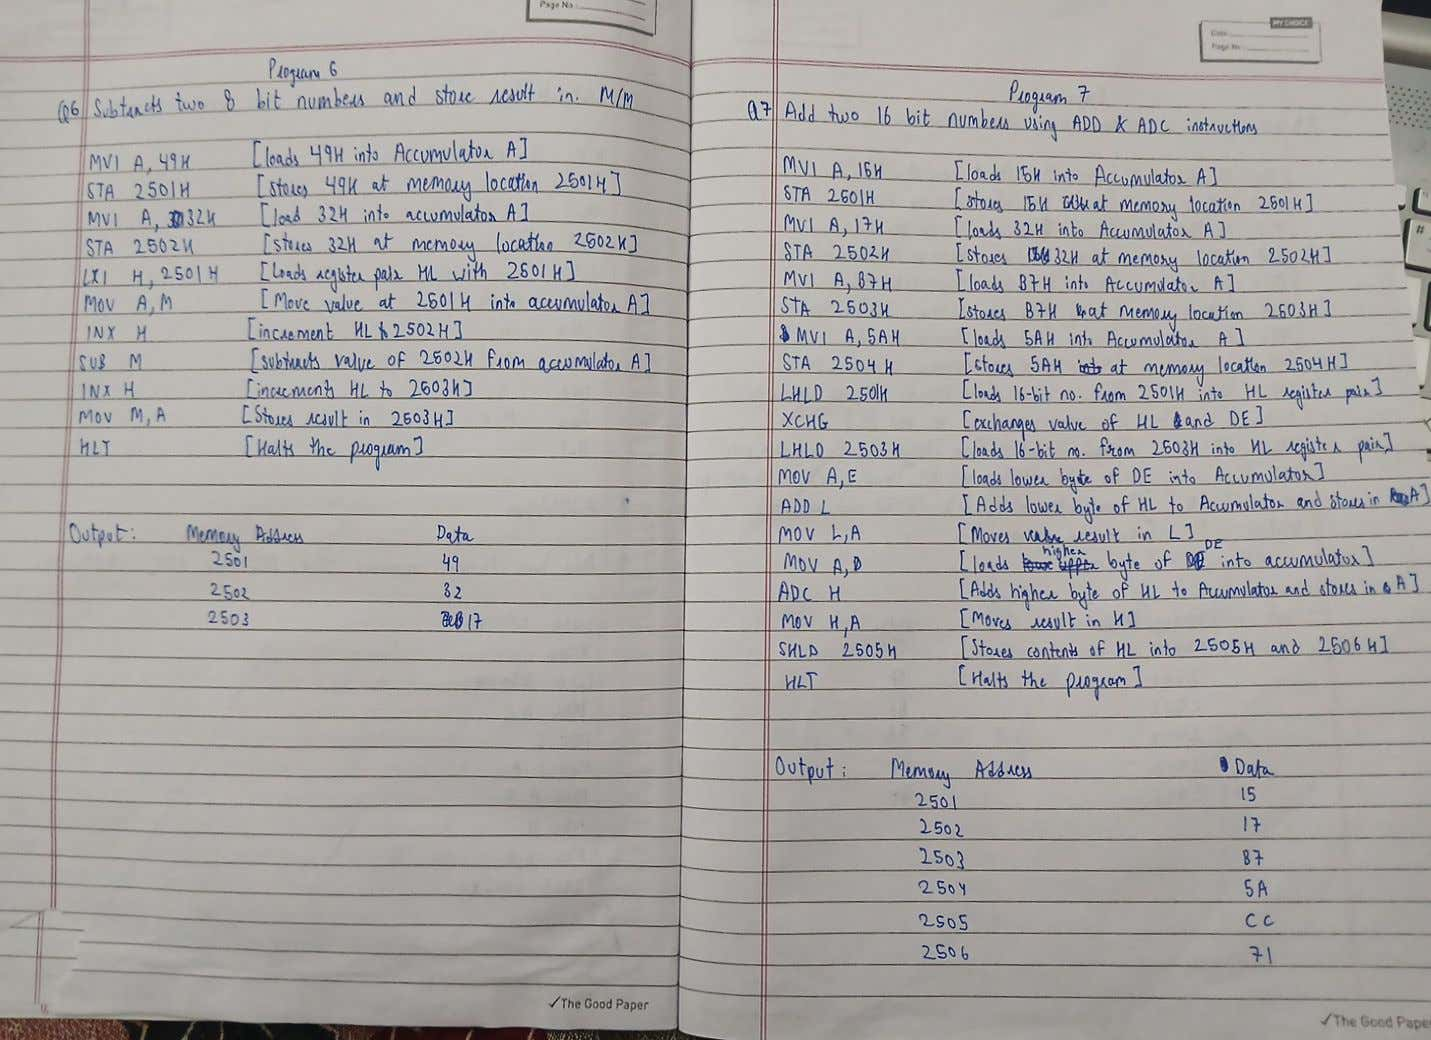 Page No.
Program 6
Q6 Subtracts two 8 bit numbers and store result in M/M
MVI A, 49H [loads 49H into Accumulator A]
STA 2501H [stores 49H at memory location 2501H]
MVI A, 32H [load 32H into accumulator A]
STA 2502H [stores 32H at memory location 2502H]
LXI H, 2501H [Loads register pair HL with 2501H]
MOV A, M [Move value at 2501H into accumulator A]
INX H [increment HL to 2502H]
SUB M [subtracts value of 2502H from accumulator A]
INX H [increments HL to 2503H]
MOV M, A [Stores result in 2503H]
HLT [Halts the program]
Output: Memory Address Data
2501 49
2502 32
2503 17
✓The Good Paper
MY CHOICE
Date
Page No.
Program 7
Q7 Add two 16 bit numbers using ADD & ADC instructions
MVI A, 15H [loads 15H into Accumulator A]
STA 2501H [stores 15H at memory location 2501H]
MVI A, 17H [loads 32H into Accumulator A]
STA 2502H [stores 32H at memory location 2502H]
MVI A, B7H [loads B7H into Accumulator A]
STA 2503H [stores B7H at memory location 2503H]
MVI A, 5AH [loads 5AH into Accumulator A]
STA 2504H [stores 5AH at memory location 2504H]
LHLD 2501H [loads 16-bit no. from 2501H into HL register pair]
XCHG [exchanges value of HL and DE]
LHLD 2503H [loads 16-bit no. from 2503H into HL register pair]
MOV A, E [loads lower byte of DE into Accumulator]
ADD L [Adds lower byte of HL to Accumulator and stores in A]
MOV L, A [Moves result in L]
MOV A, D [loads higher byte of DE into accumulator]
ADC H [Adds higher byte of HL to Accumulator and stores in A]
MOV H, A [Moves result in H]
SHLD 2505H [Stores contents of HL into 2505H and 2506H]
HLT [Halts the program]
Output: Memory Address Data
2501 15
2502 17
2503 B7
2504 5A
2505 CC
2506 71
✓The Good Paper